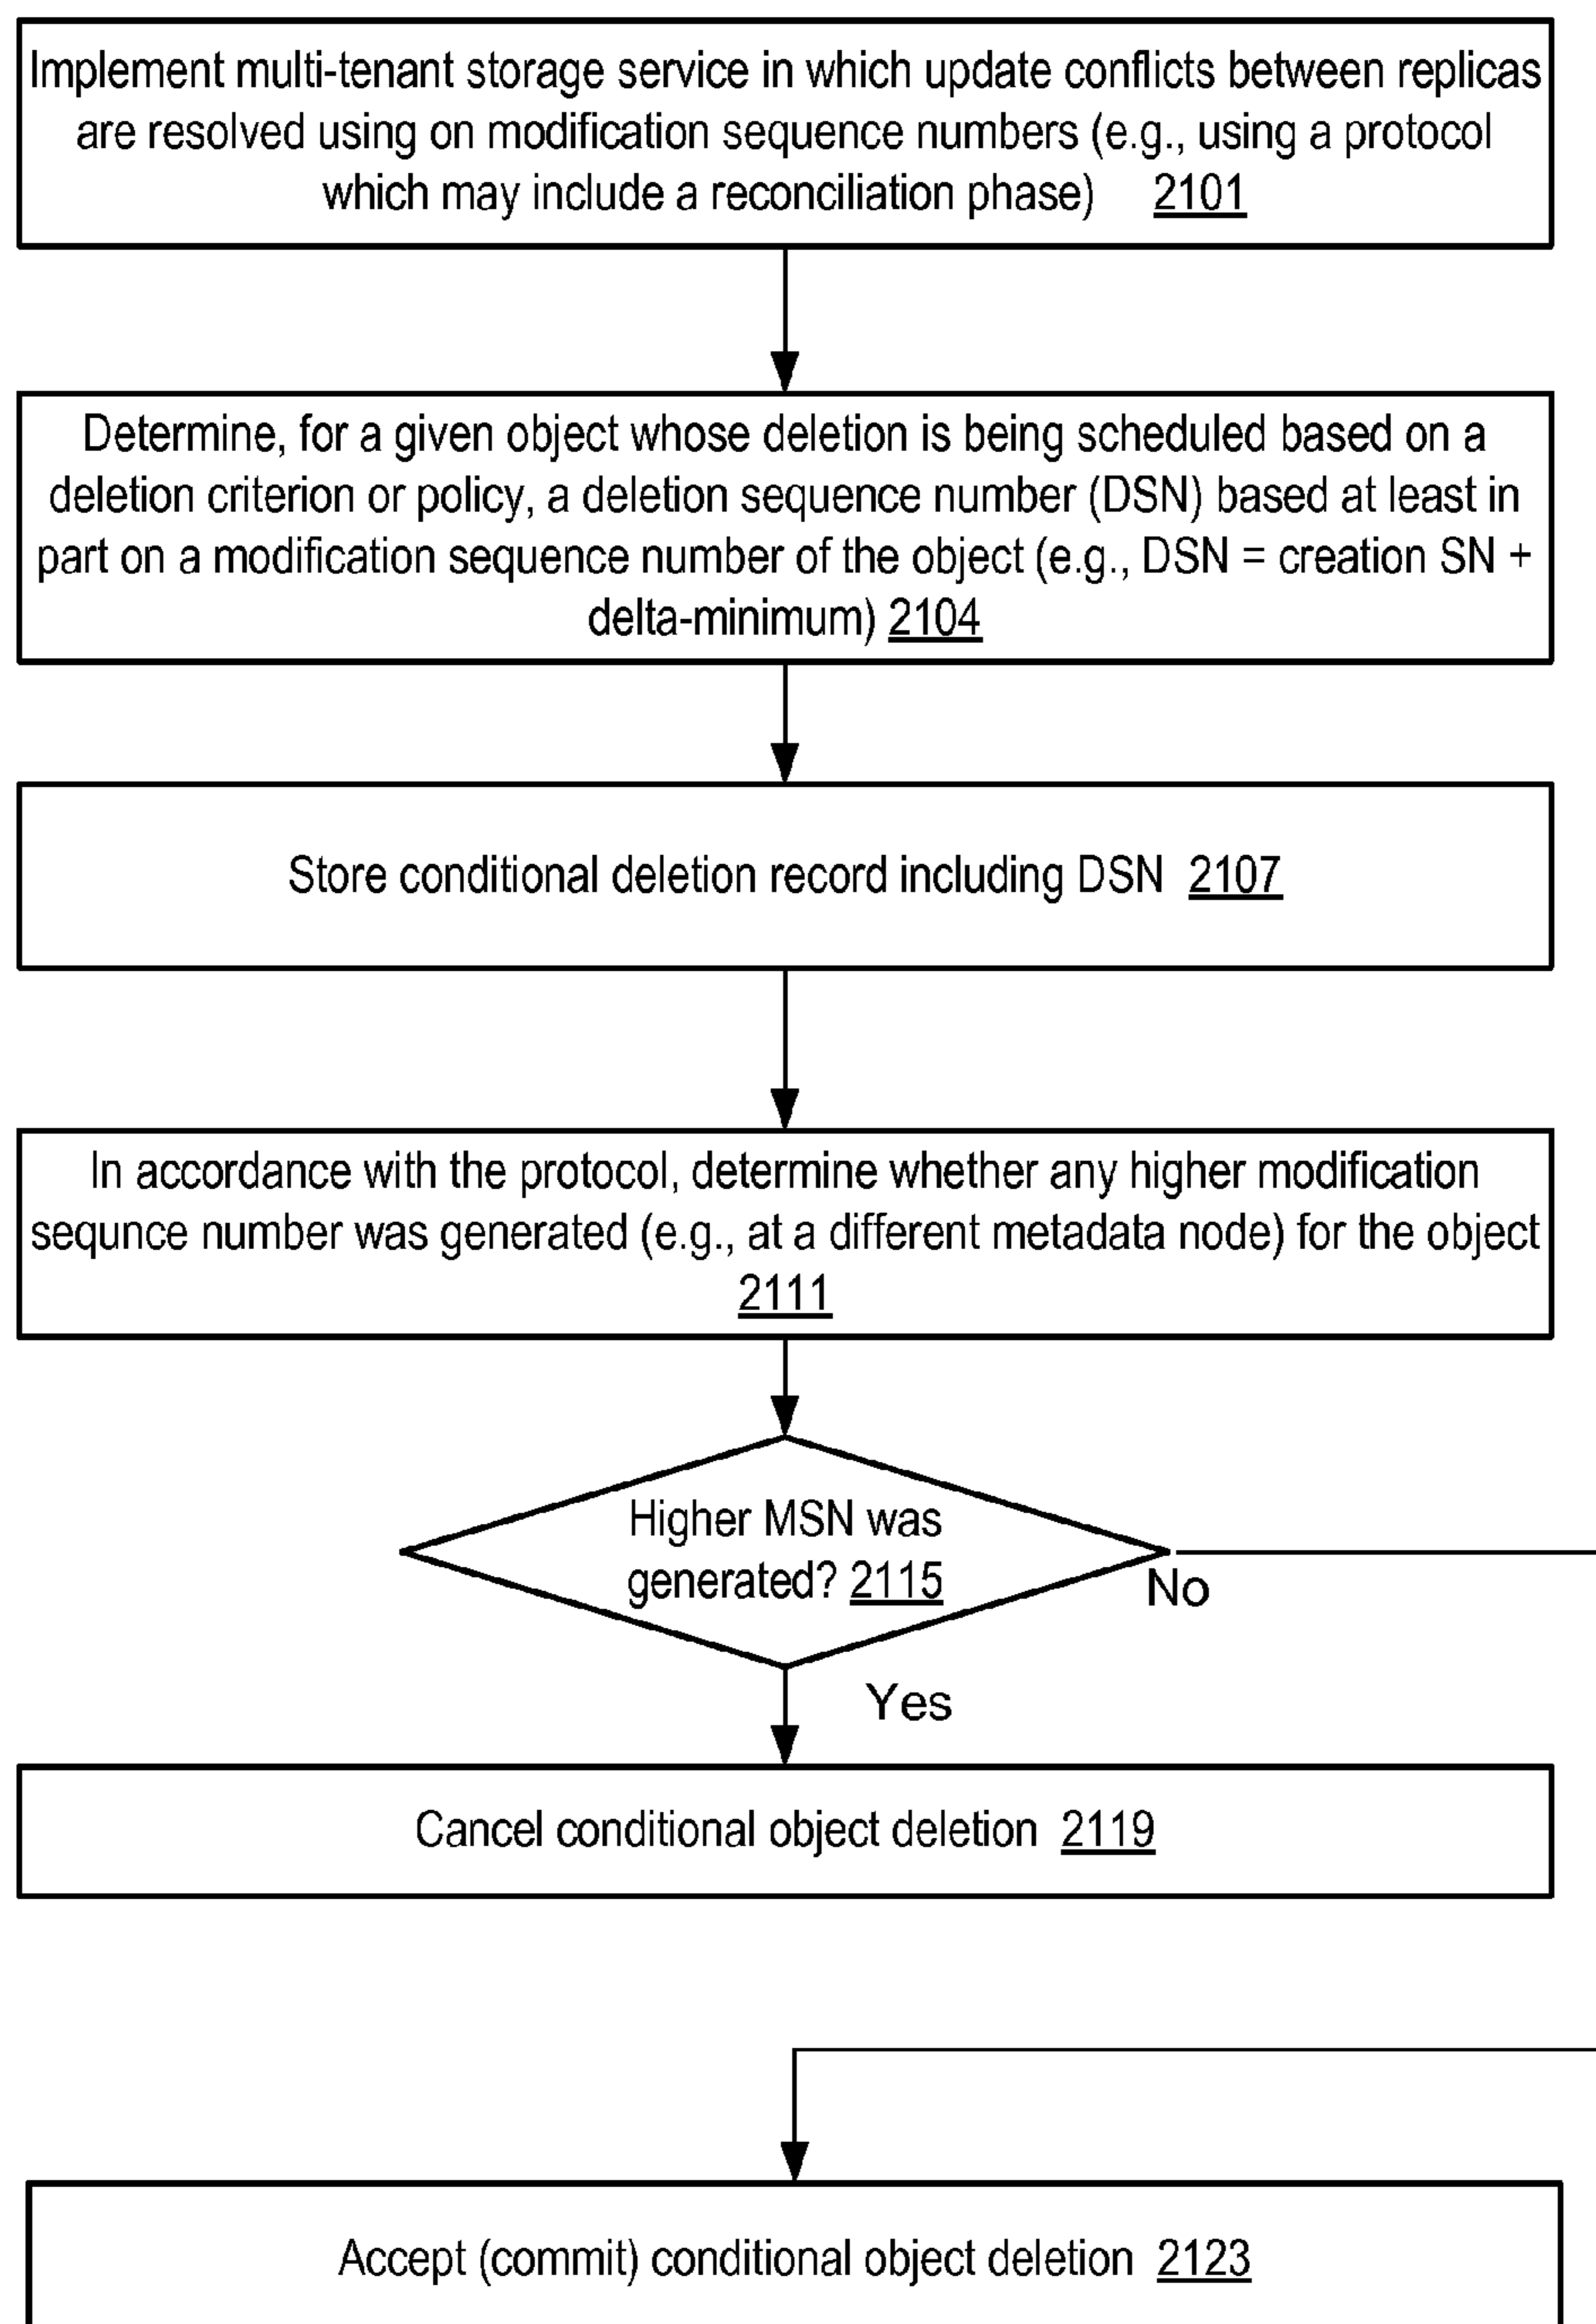 Implement multi-tenant storage service in which update conflicts between replicas
are resolved using on modification sequence numbers (e.g., using a protocol
which may include a reconciliation phase) 2101
Determine, for a given object whose deletion is being scheduled based on a
deletion criterion or policy, a deletion sequence number (DSN) based at least in
part on a modification sequence number of the object (e.g., DSN = creation SN +
delta-minimum) 2104
Store conditional deletion record including DSN 2107
In accordance with the protocol, determine whether any higher modification
sequnce number was generated (e.g., at a different metadata node) for the object
2111
Higher MSN was
generated? 2115
No
Yes
Cancel conditional object deletion 2119
Accept (commit) conditional object deletion 2123